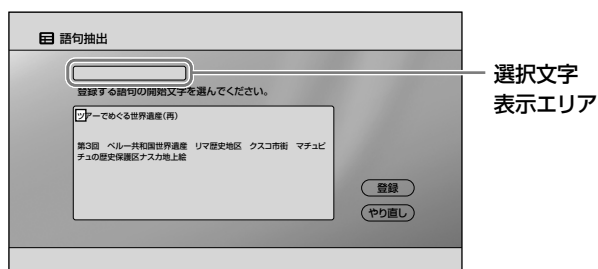 語句抽出
選択文字
表示エリア
登録する語句の開始文字を選んでください。
ツアーでめぐる世界遺産(再)
第3回 ペルー共和国世界遺産 リマ歴史地区 クスコ市街 マチュピ
チュの歴史保護区ナスカ地上絵
登録
やり直し